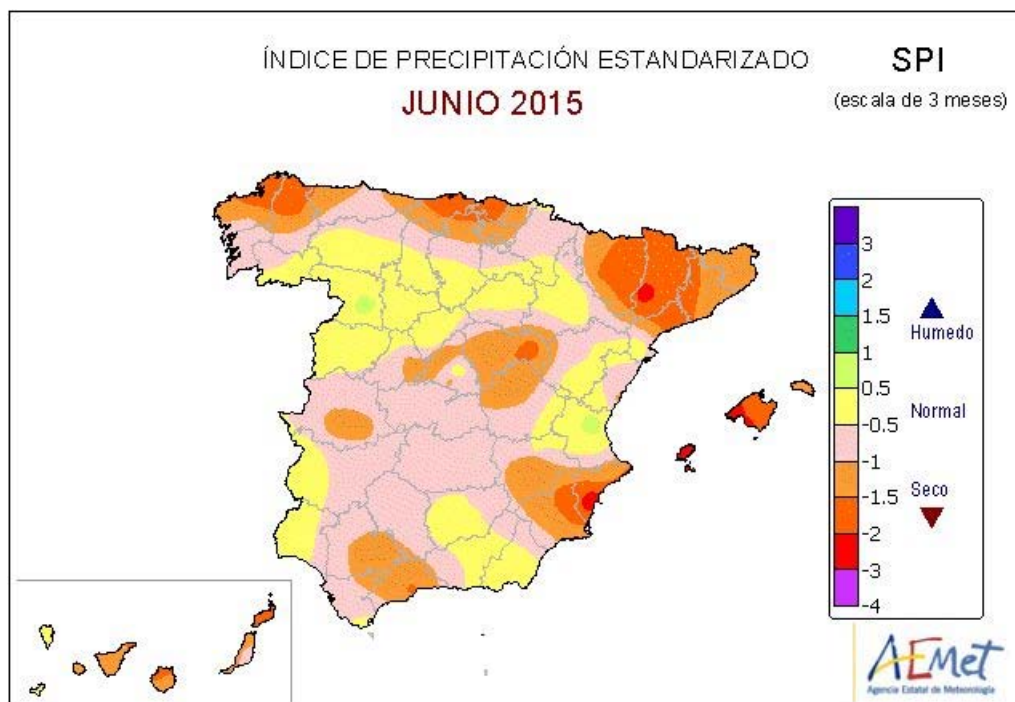 ÍNDICE DE PRECIPITACIÓN ESTANDARIZADO
JUNIO 2015
SPI
(escala de 3 meses)
3
2
1.5
1
0.5
-0.5
-1
-1.5
-2
-3
-4
Humedo
Normal
Seco
AEMet
Agencia Estatal de Meteorología